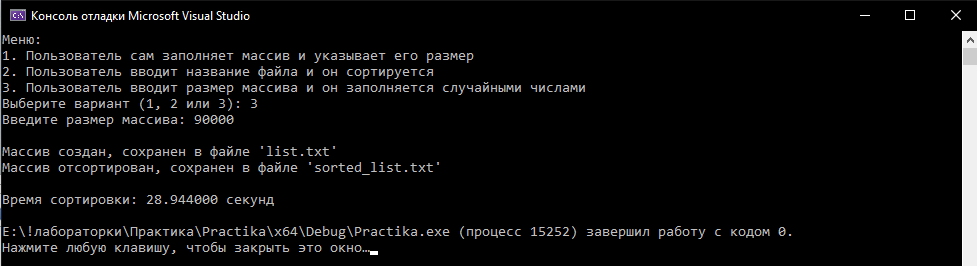 Консоль отладки Microsoft Visual Studio
Меню:
1. Пользователь сам заполняет массив и указывает его размер
2. Пользователь вводит название файла и он сортируется
3. Пользователь вводит размер массива и он заполняется случайными числами
Выберите вариант (1, 2 или 3): 3
Введите размер массива: 90000
Массив создан, сохранен в файле 'list.txt'
Массив отсортирован, сохранен в файле 'sorted_list.txt'
Время сортировки: 28.944000 секунд
E:\!лабораторки\Практика\Practika\x64\Debug\Practika.exe (процесс 15252) завершил работу с кодом 0.
Нажмите любую клавишу, чтобы закрыть это окно…